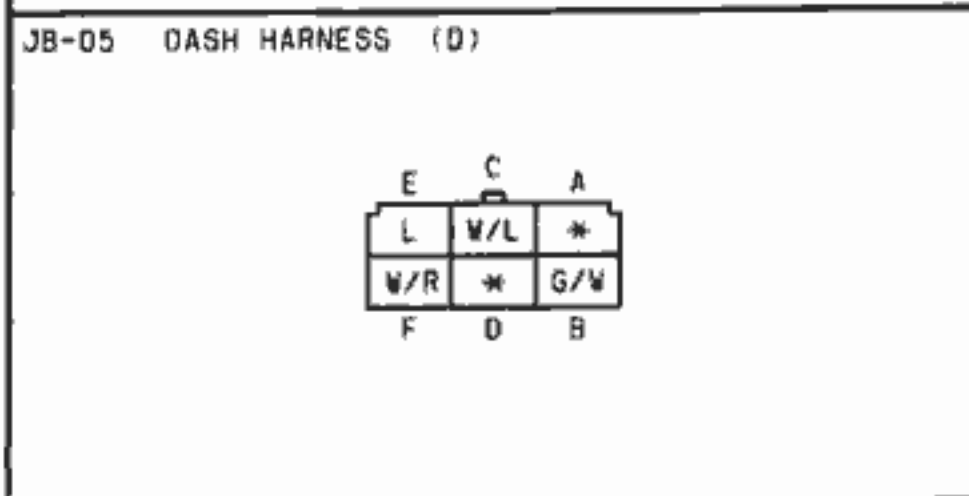 JB-05 DASH HARNESS (D)
E C A
L W/L *
W/R * G/W
F D B